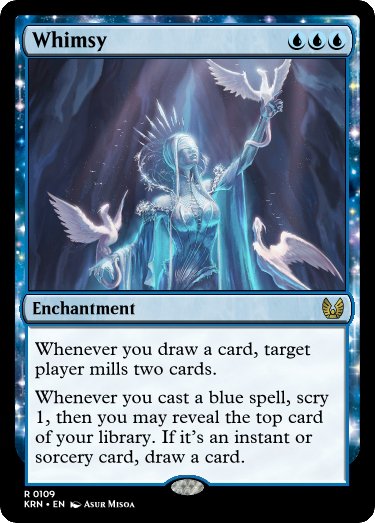 Whimsy
Enchantment
Whenever you draw a card, target
player mills two cards.
Whenever you cast a blue spell, scry
1, then you may reveal the top card
of your library. If it's an instant or
sorcery card, draw a card.
R 0109
KRN • EN Asur Misoa